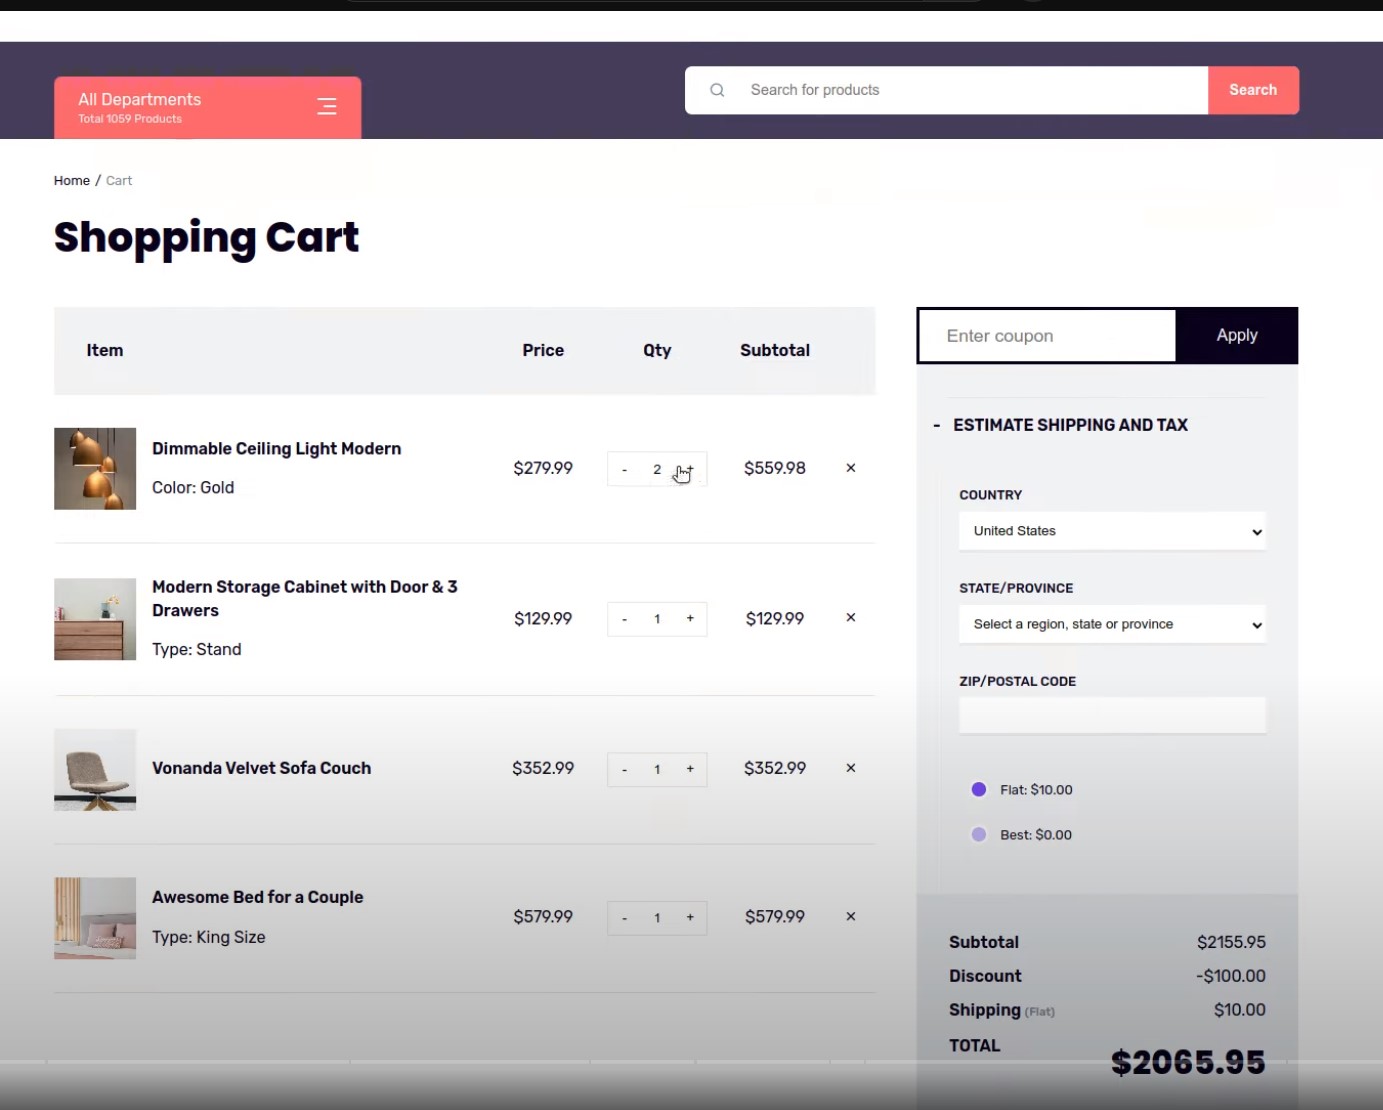 All Departments
Total 1059 Products
Search for products
Search
Home / Cart
Shopping Cart
Item Price Qty Subtotal
Dimmable Ceiling Light Modern
Color: Gold
$279.99 - 2 + $559.98 ×
Modern Storage Cabinet with Door & 3
Drawers
Type: Stand
$129.99 - 1 + $129.99 ×
Vonanda Velvet Sofa Couch
$352.99 - 1 + $352.99 ×
Awesome Bed for a Couple
Type: King Size
$579.99 - 1 + $579.99 ×
Enter coupon Apply
- ESTIMATE SHIPPING AND TAX
COUNTRY
United States
STATE/PROVINCE
Select a region, state or province
ZIP/POSTAL CODE
Flat: $10.00
Best: $0.00
Subtotal $2155.95
Discount -$100.00
Shipping (Flat) $10.00
TOTAL $2065.95